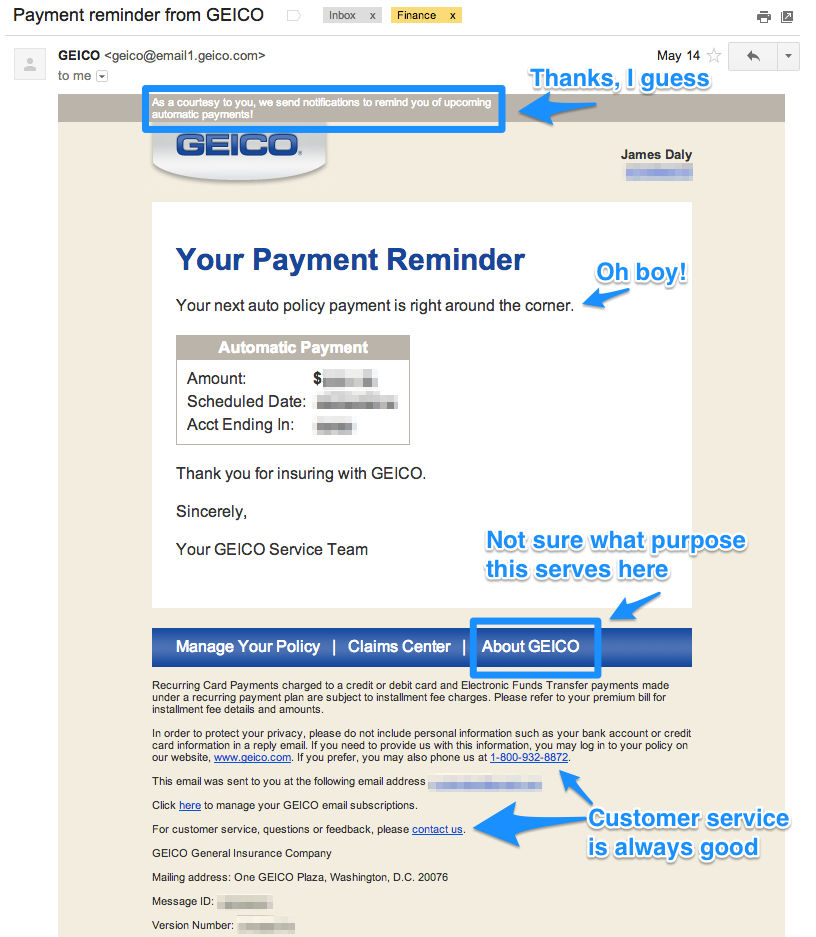 Payment reminder from GEICO
Inbox x
Finance x
GEICO <geico@email1.geico.com>
May 14
to me
Thanks, I guess
As a courtesy to you, we send notifications to remind you of upcoming
automatic payments!
GEICO
James Daly
Your Payment Reminder
Oh boy!
Your next auto policy payment is right around the corner.
Automatic Payment
Amount: $
Scheduled Date:
Acct Ending In:
Thank you for insuring with GEICO.
Sincerely,
Your GEICO Service Team
Not sure what purpose
this serves here
Manage Your Policy | Claims Center | About GEICO
Recurring Card Payments charged to a credit or debit card and Electronic Funds Transfer payments made
under a recurring payment plan are subject to installment fee charges. Please refer to your premium bill for
installment fee details and amounts.
In order to protect your privacy, please do not include personal information such as your bank account or credit
card information in a reply email. If you need to provide us with this information, you may log in to your policy on
our website, www.geico.com. If you prefer, you may also phone us at 1-800-932-8872.
This email was sent to you at the following email address
Click here to manage your GEICO email subscriptions.
For customer service, questions or feedback, please contact us.
Customer service
is always good
GEICO General Insurance Company
Mailing address: One GEICO Plaza, Washington, D.C. 20076
Message ID:
Version Number: